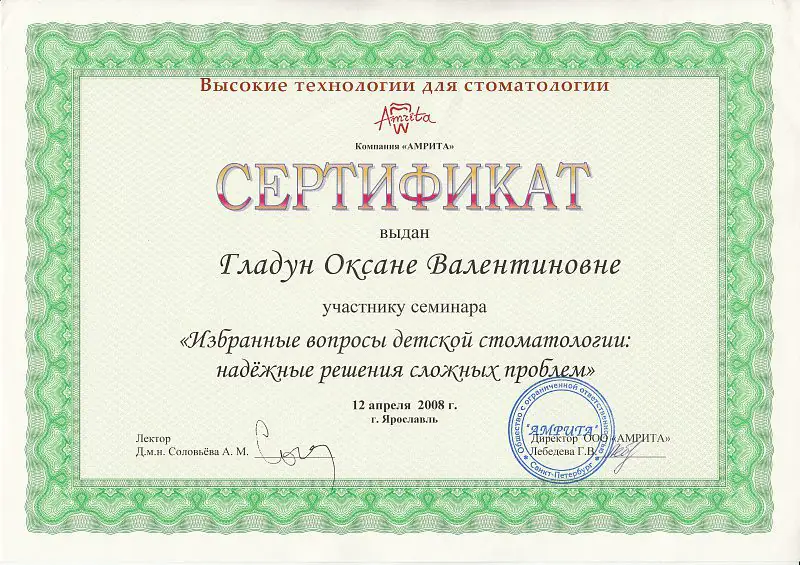 Высокие технологии для стоматологии
Amrita
Компания «АМРИТА»
СЕРТИФИКАТ
выдан
Гладун Оксане Валентиновне
участнику семинара
«Избранные вопросы детской стоматологии:
надёжные решения сложных проблем»
12 апреля 2008 г.
г. Ярославль
Лектор
Д.м.н. Соловьёва А. М.
Директор ООО «АМРИТА»
Лебедева Г.В.
Общество с ограниченной ответственностью
"АМРИТА"
Санкт-Петербург